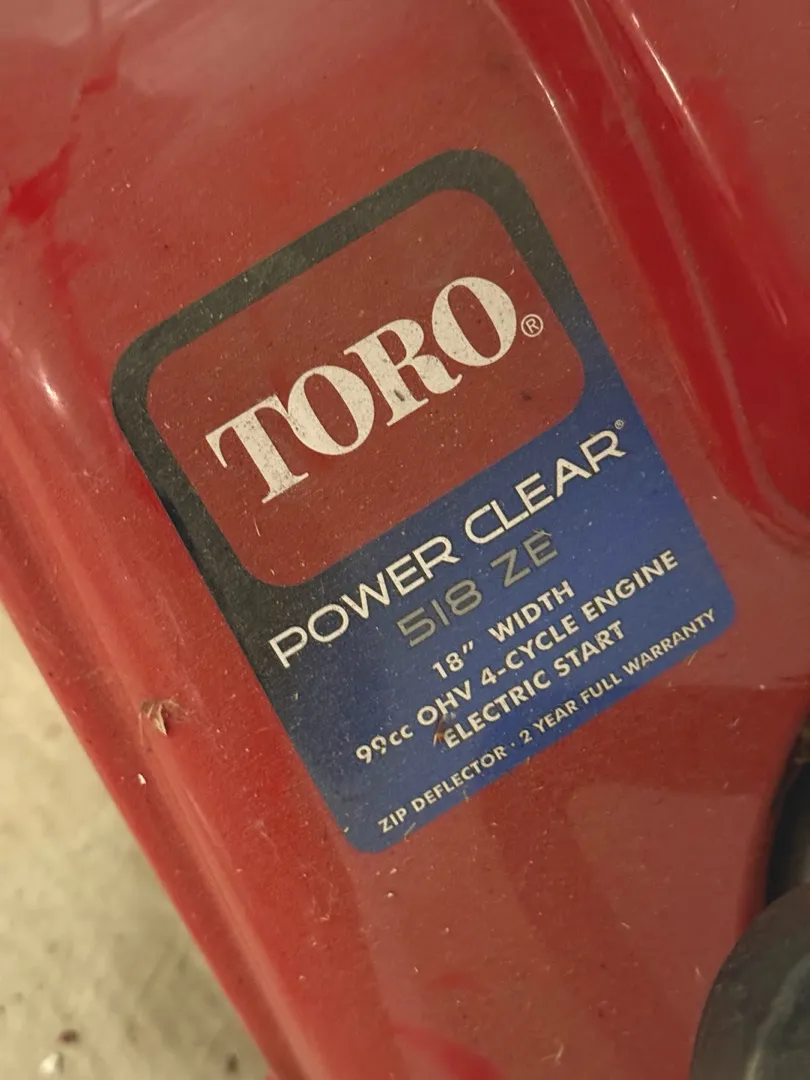 TORO®
POWER CLEAR®
518 ZE
18" WIDTH
99cc OHV 4-CYCLE ENGINE
ELECTRIC START
ZIP DEFLECTOR · 2 YEAR FULL WARRANTY